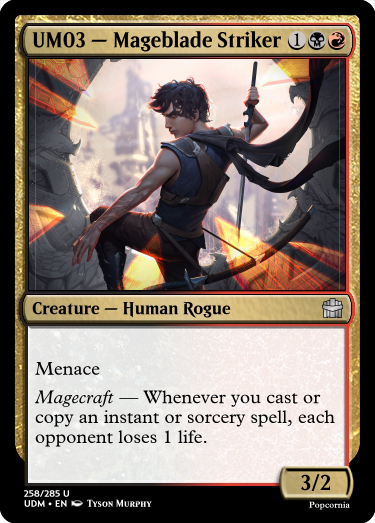 UM03 — Mageblade Striker 1
Creature — Human Rogue
Menace
Magecraft — Whenever you cast or
copy an instant or sorcery spell, each
opponent loses 1 life.
3/2
258/285 U
UDM • EN Tyson Murphy
Popcornia